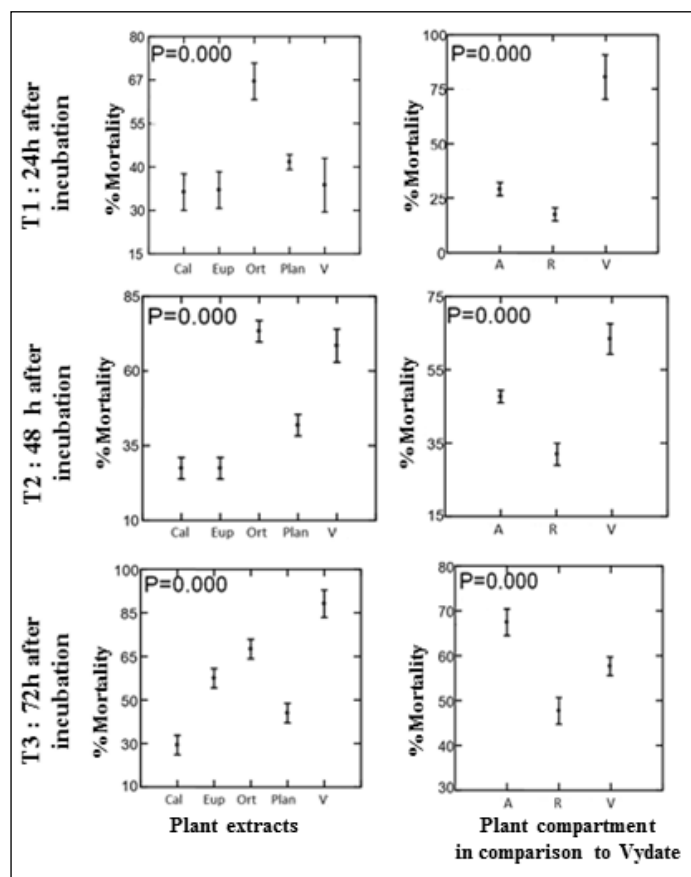 T1 : 24h after
incubation
%Mortality
P=0.000
80
67
55
40
30
15
Cal Eup Ort Plan V
%Mortality
P=0.000
100
75
50
25
0
A R V
T2 : 48 h after
incubation
%Mortality
P=0.000
85
60
35
10
Cal Eup Ort Plan V
%Mortality
P=0.000
75
55
35
15
A R V
T3 : 72h after
incubation
%Mortality
P=0.000
100
85
65
50
30
10
Cal Eup Ort Plan V
Plant extracts
%Mortality
P=0.000
80
70
60
50
40
30
A R V
Plant compartment
in comparison to Vydate